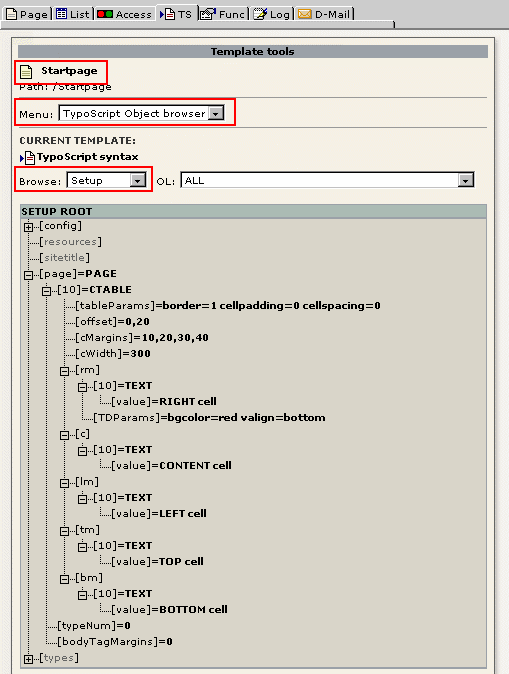 Page List Access TS Func Log D-Mail
Template tools
Startpage
Path: /Startpage
Menu: TypoScript Object browser
CURRENT TEMPLATE:
TypoScript syntax
Browse: Setup OL: ALL
SETUP ROOT
[config]
[resources]
[sitetitle]
[page]=PAGE
[10]=CTABLE
[tableParams]=border=1 cellpadding=0 cellspacing=0
[offset]=0,20
[cMargins]=10,20,30,40
[cWidth]=300
[rm]
[10]=TEXT
[value]=RIGHT cell
[TDParams]=bgcolor=red valign=bottom
[c]
[10]=TEXT
[value]=CONTENT cell
[lm]
[10]=TEXT
[value]=LEFT cell
[tm]
[10]=TEXT
[value]=TOP cell
[bm]
[10]=TEXT
[value]=BOTTOM cell
[typeNum]=0
[bodyTagMargins]=0
[types]